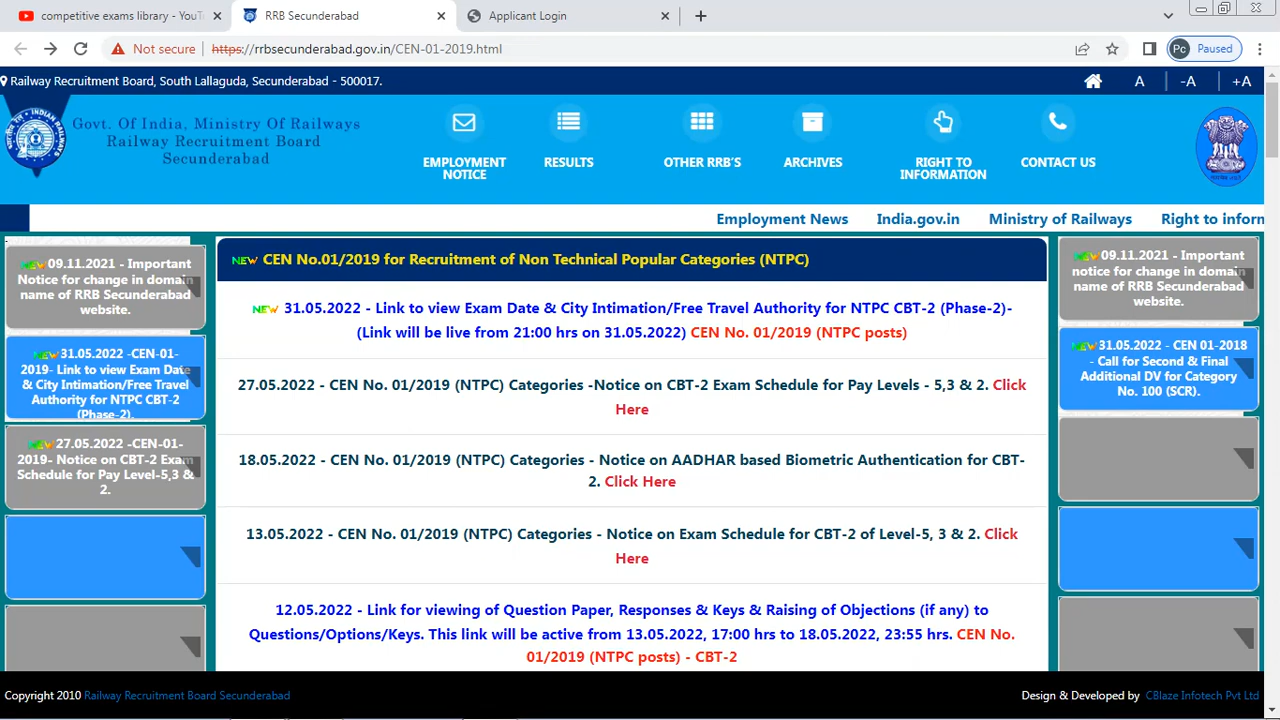 competitive exams library - YouT
RRB Secunderabad
Applicant Login
Not secure
https://rrbsecunderabad.gov.in/CEN-01-2019.html
Pc
Paused
Railway Recruitment Board, South Lallaguda, Secunderabad - 500017.
A
-A
+A
Govt. Of India, Ministry Of Railways
Railway Recruitment Board
Secunderabad
EMPLOYMENT
NOTICE
RESULTS
OTHER RRB'S
ARCHIVES
RIGHT TO
INFORMATION
CONTACT US
Employment News
India.gov.in
Ministry of Railways
Right to inforn
NEW 09.11.2021 - Important
Notice for change in domain
name of RRB Secunderabad
website.
NEW 31.05.2022 -CEN-01-
2019- Link to view Exam Date
& City Intimation/Free Travel
Authority for NTPC CBT-2
(Phase-2).
NEW 27.05.2022 -CEN-01-
2019- Notice on CBT-2 Exam
Schedule for Pay Level-5,3 &
2.
NEW CEN No.01/2019 for Recruitment of Non Technical Popular Categories (NTPC)
NEW 31.05.2022 - Link to view Exam Date & City Intimation/Free Travel Authority for NTPC CBT-2 (Phase-2)-
(Link will be live from 21:00 hrs on 31.05.2022) CEN No. 01/2019 (NTPC posts)
27.05.2022 - CEN No. 01/2019 (NTPC) Categories -Notice on CBT-2 Exam Schedule for Pay Levels - 5,3 & 2. Click
Here
18.05.2022 - CEN No. 01/2019 (NTPC) Categories - Notice on AADHAR based Biometric Authentication for CBT-
2. Click Here
13.05.2022 - CEN No. 01/2019 (NTPC) Categories - Notice on Exam Schedule for CBT-2 of Level-5, 3 & 2. Click
Here
12.05.2022 - Link for viewing of Question Paper, Responses & Keys & Raising of Objections (if any) to
Questions/Options/Keys. This link will be active from 13.05.2022, 17:00 hrs to 18.05.2022, 23:55 hrs. CEN No.
01/2019 (NTPC posts) - CBT-2
NEW 09.11.2021 - Important
notice for change in domain
name of RRB Secunderabad
website.
NEW 31.05.2022 - CEN 01-2018
- Call for Second & Final
Additional DV for Category
No. 100 (SCR).
Copyright 2010 Railway Recruitment Board Secunderabad
Design & Developed by CBlaze Infotech Pvt Ltd